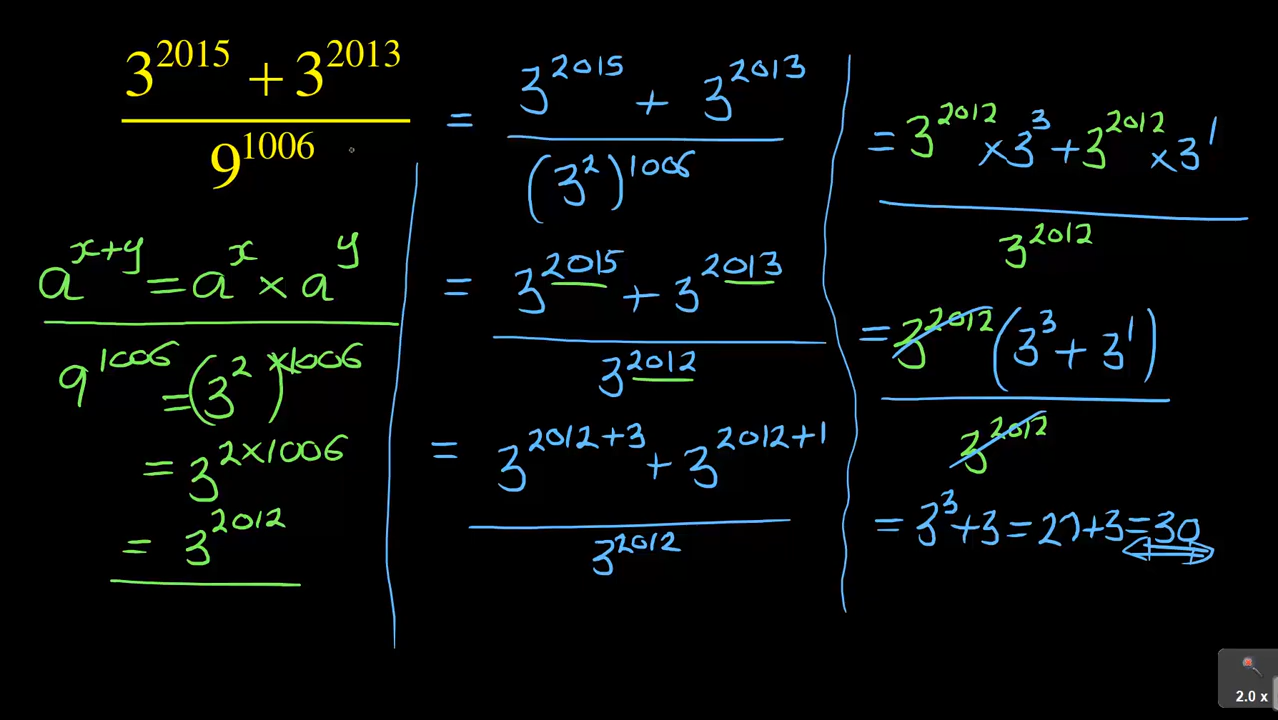 3^2015 + 3^2013
9^1006
a^x+y = a^x × a^y
9^1006 = (3^2)^×1006
= 3^2×1006
= 3^2012
= 3^2015 + 3^2013
(3^2)^1006
= 3^2015 + 3^2013
3^2012
= 3^2012+3 + 3^2012+1
3^2012
= 3^2012 × 3^3 + 3^2012 × 3^1
3^2012
= 3^2012 (3^3 + 3^1)
3^2012
= 3^3 + 3 = 27 + 3 = 30
2.0 x